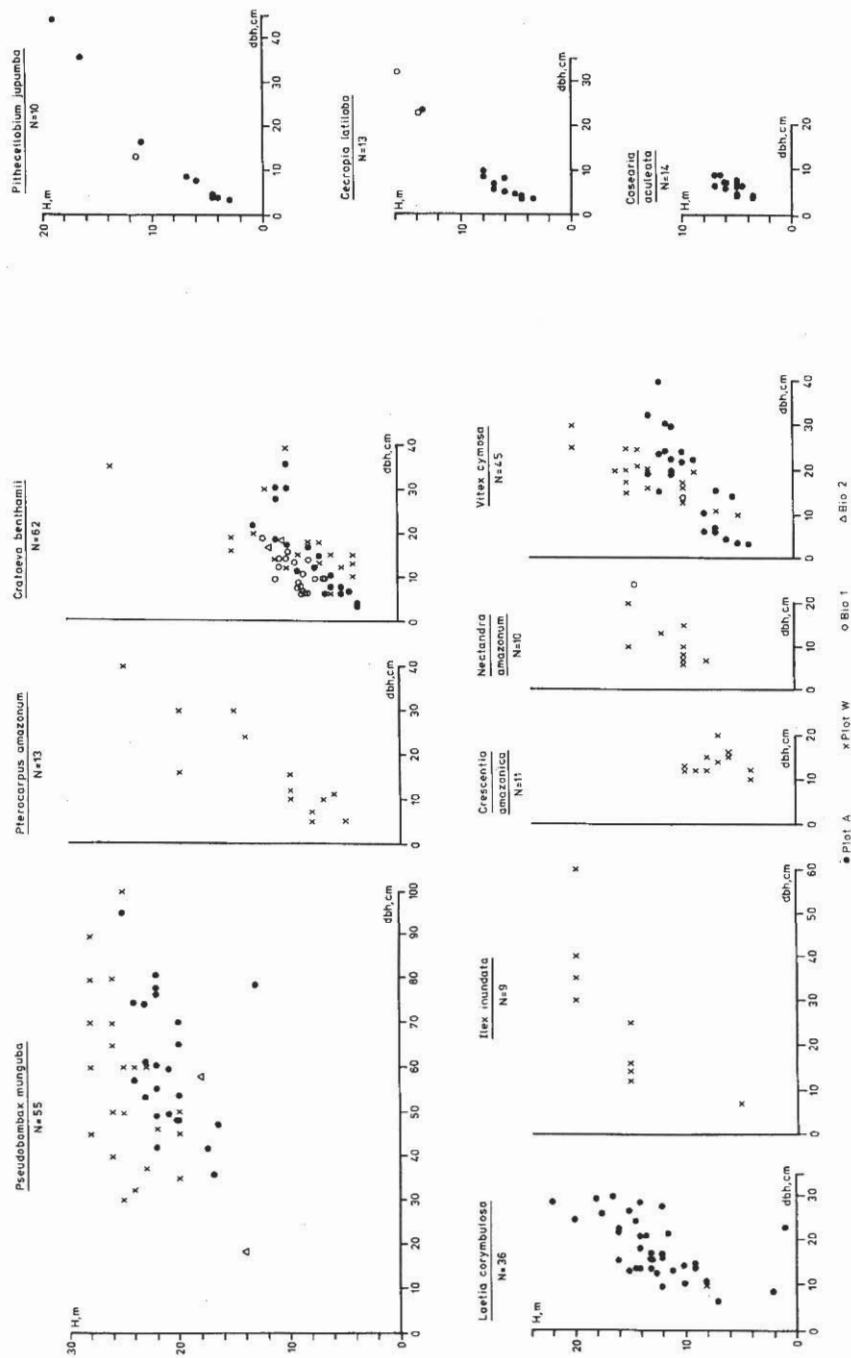 Pseudobombax munguba
N=55
H,m
30
20
10
0
0 10 20 30 40 50 60 70 80 90 100
dbh,cm
Pterocarpus amazonum
N=13
0 10 20 30 40
dbh,cm
Crataeva benthamii
N=62
0 10 20 30 40
dbh,cm
Pithecellobium jupumba
N=10
H,m
20
10
0
0 10 20 30 40
dbh,cm
Cecropia latiloba
N=13
H,m
10
0
0 10 20 30
dbh,cm
Casearia
aculeata
N=14
H,m
10
0
0 10 20
dbh,cm
Laetia corymbulosa
N=36
H,m
20
10
0
0 10 20 30
dbh,cm
Ilex inundata
N=9
0 10 20 30 40 50 60
dbh,cm
Crescentia
amazonica
N=11
0 10 20
dbh,cm
Nectandra
amazonum
N=10
0 10 20
dbh,cm
Vitex cymosa
N=45
0 10 20 30 40
dbh,cm
● Plot A x Plot W o Bio 1 Δ Bio 2